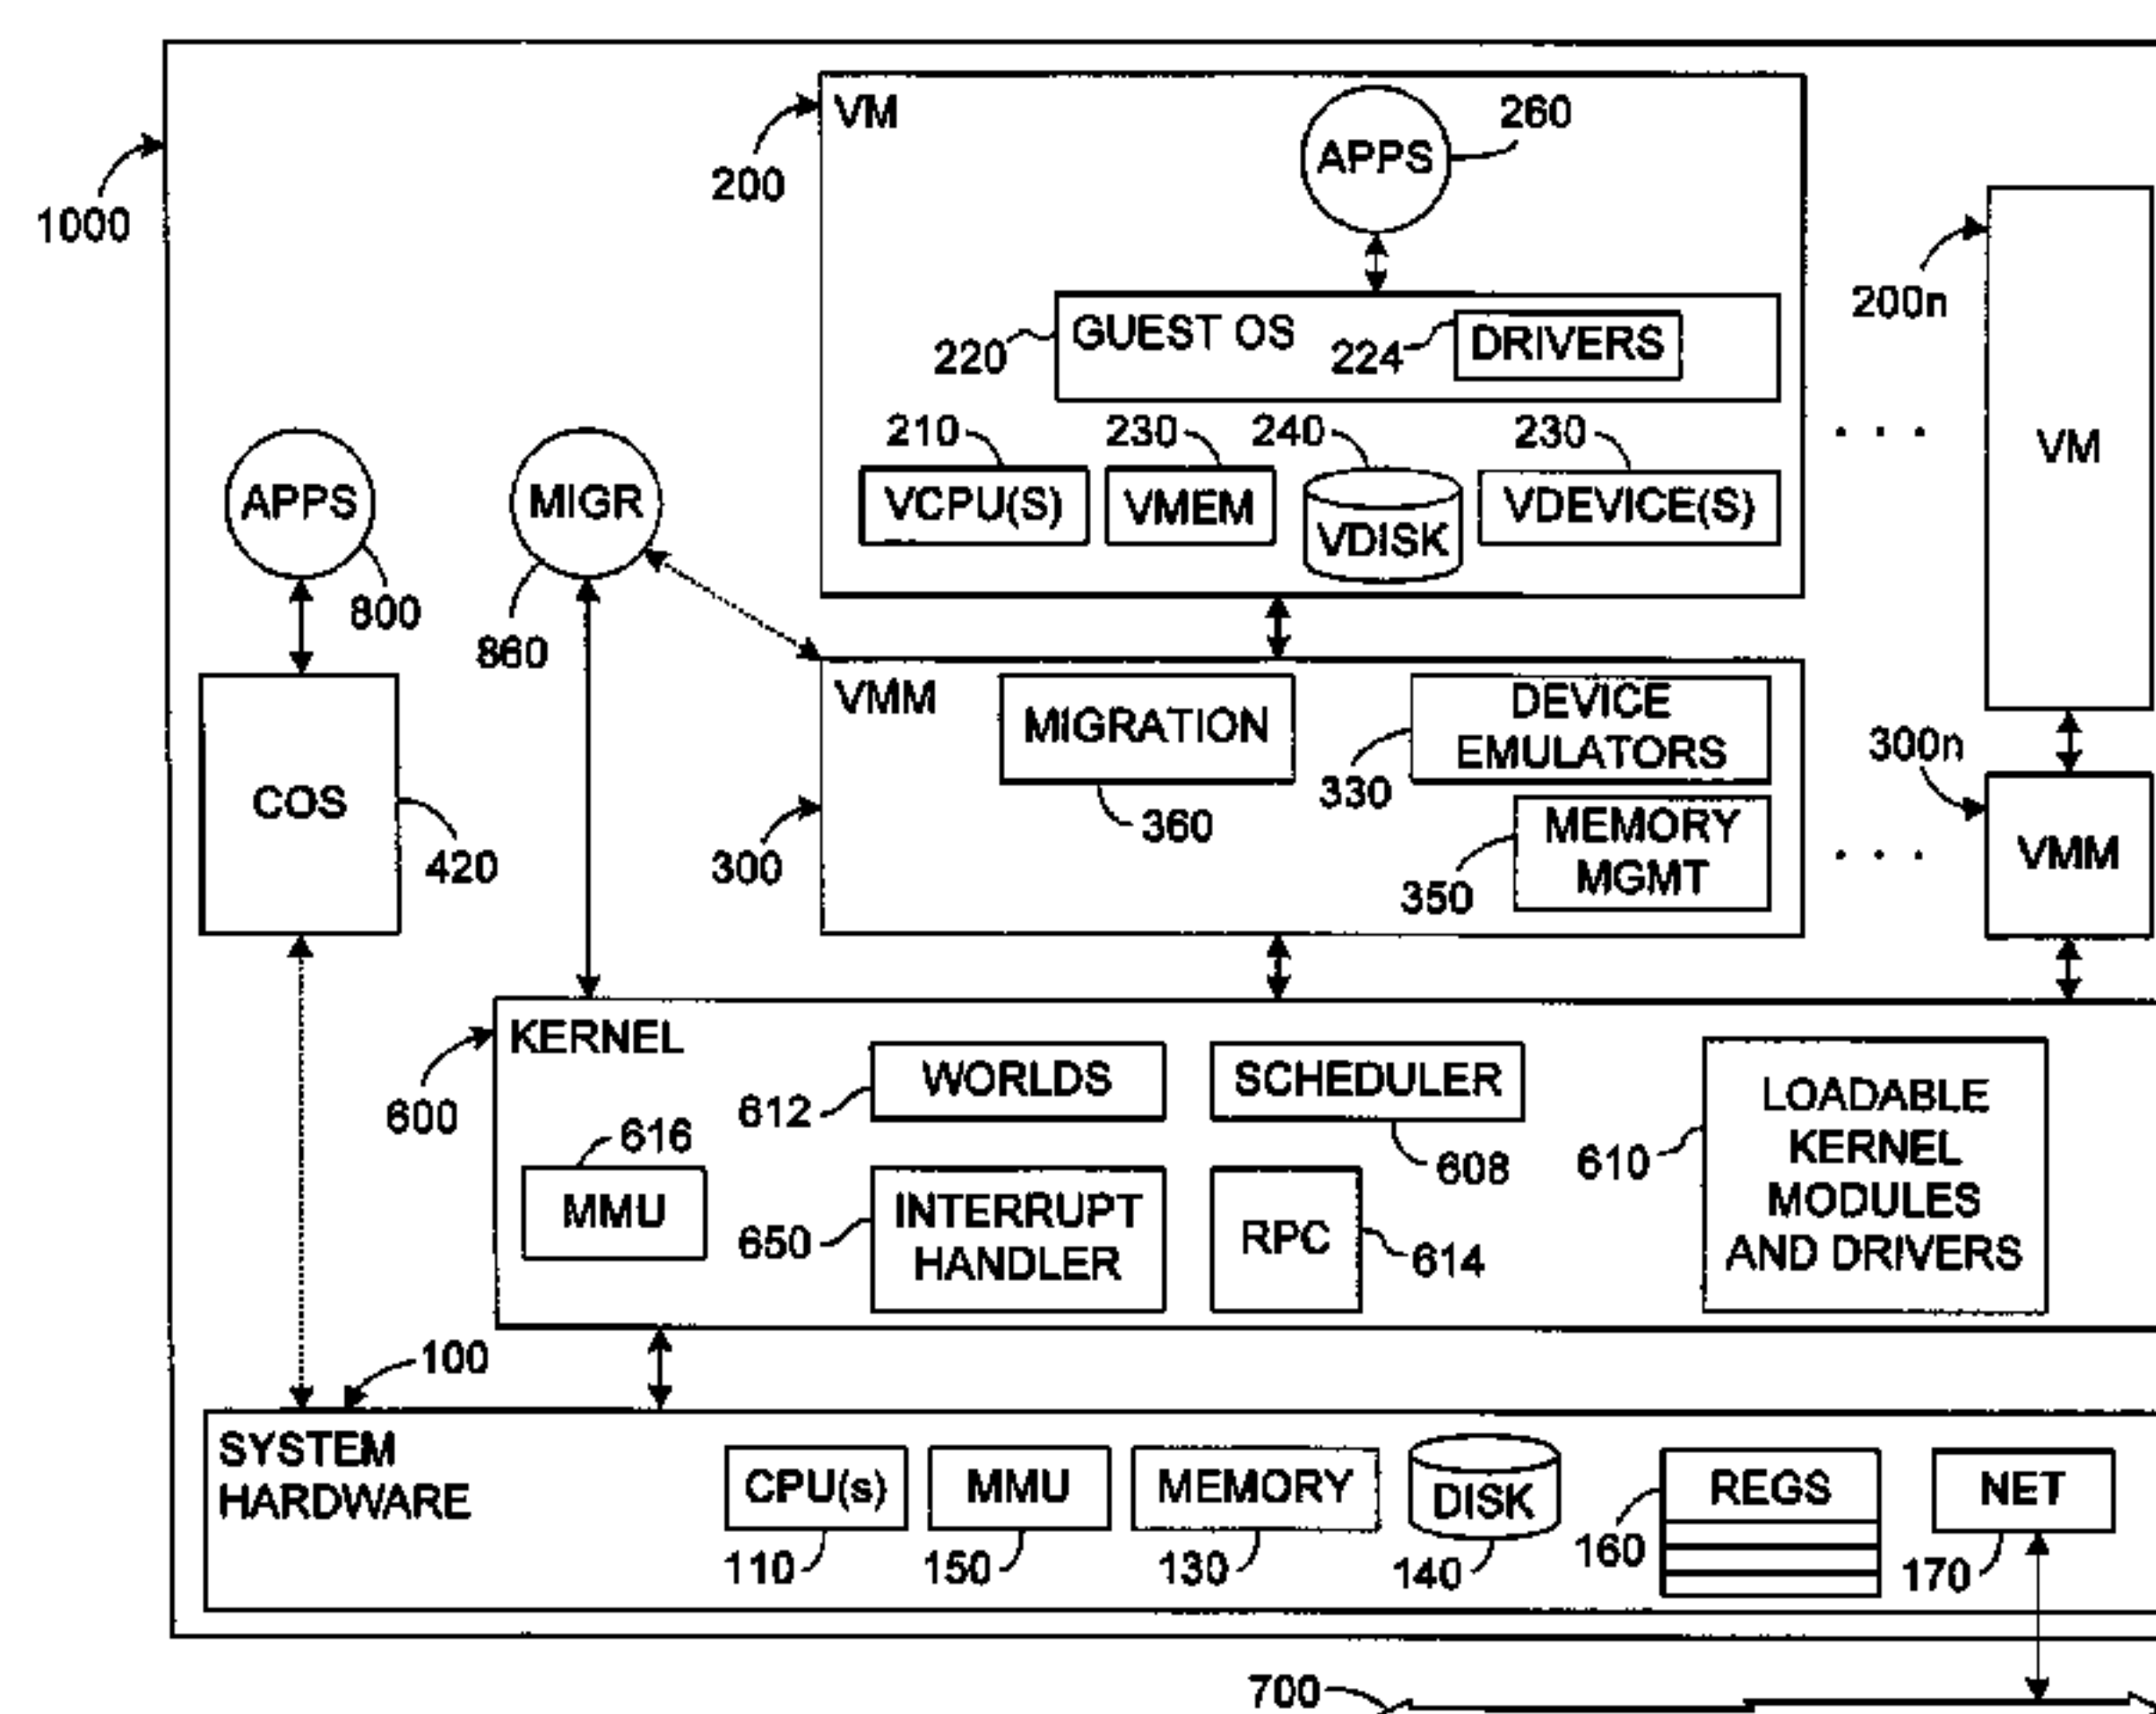 VM
260
APPS
200
1000
200n
GUEST OS
DRIVERS
220
224
210
230
240
230
VM
APPS
MIGR
VCPU(S)
VMEM
VDISK
VDEVICE(S)
. . .
800
860
VMM
MIGRATION
DEVICE
EMULATORS
300n
COS
330
360
MEMORY
MGMT
. . .
VMM
420
300
350
KERNEL
WORLDS
SCHEDULER
LOADABLE
KERNEL
MODULES
AND DRIVERS
600
612
616
608
610
MMU
INTERRUPT
HANDLER
RPC
650
614
100
SYSTEM
HARDWARE
CPU(s)
MMU
MEMORY
DISK
REGS
NET
110
150
130
140
160
170
700